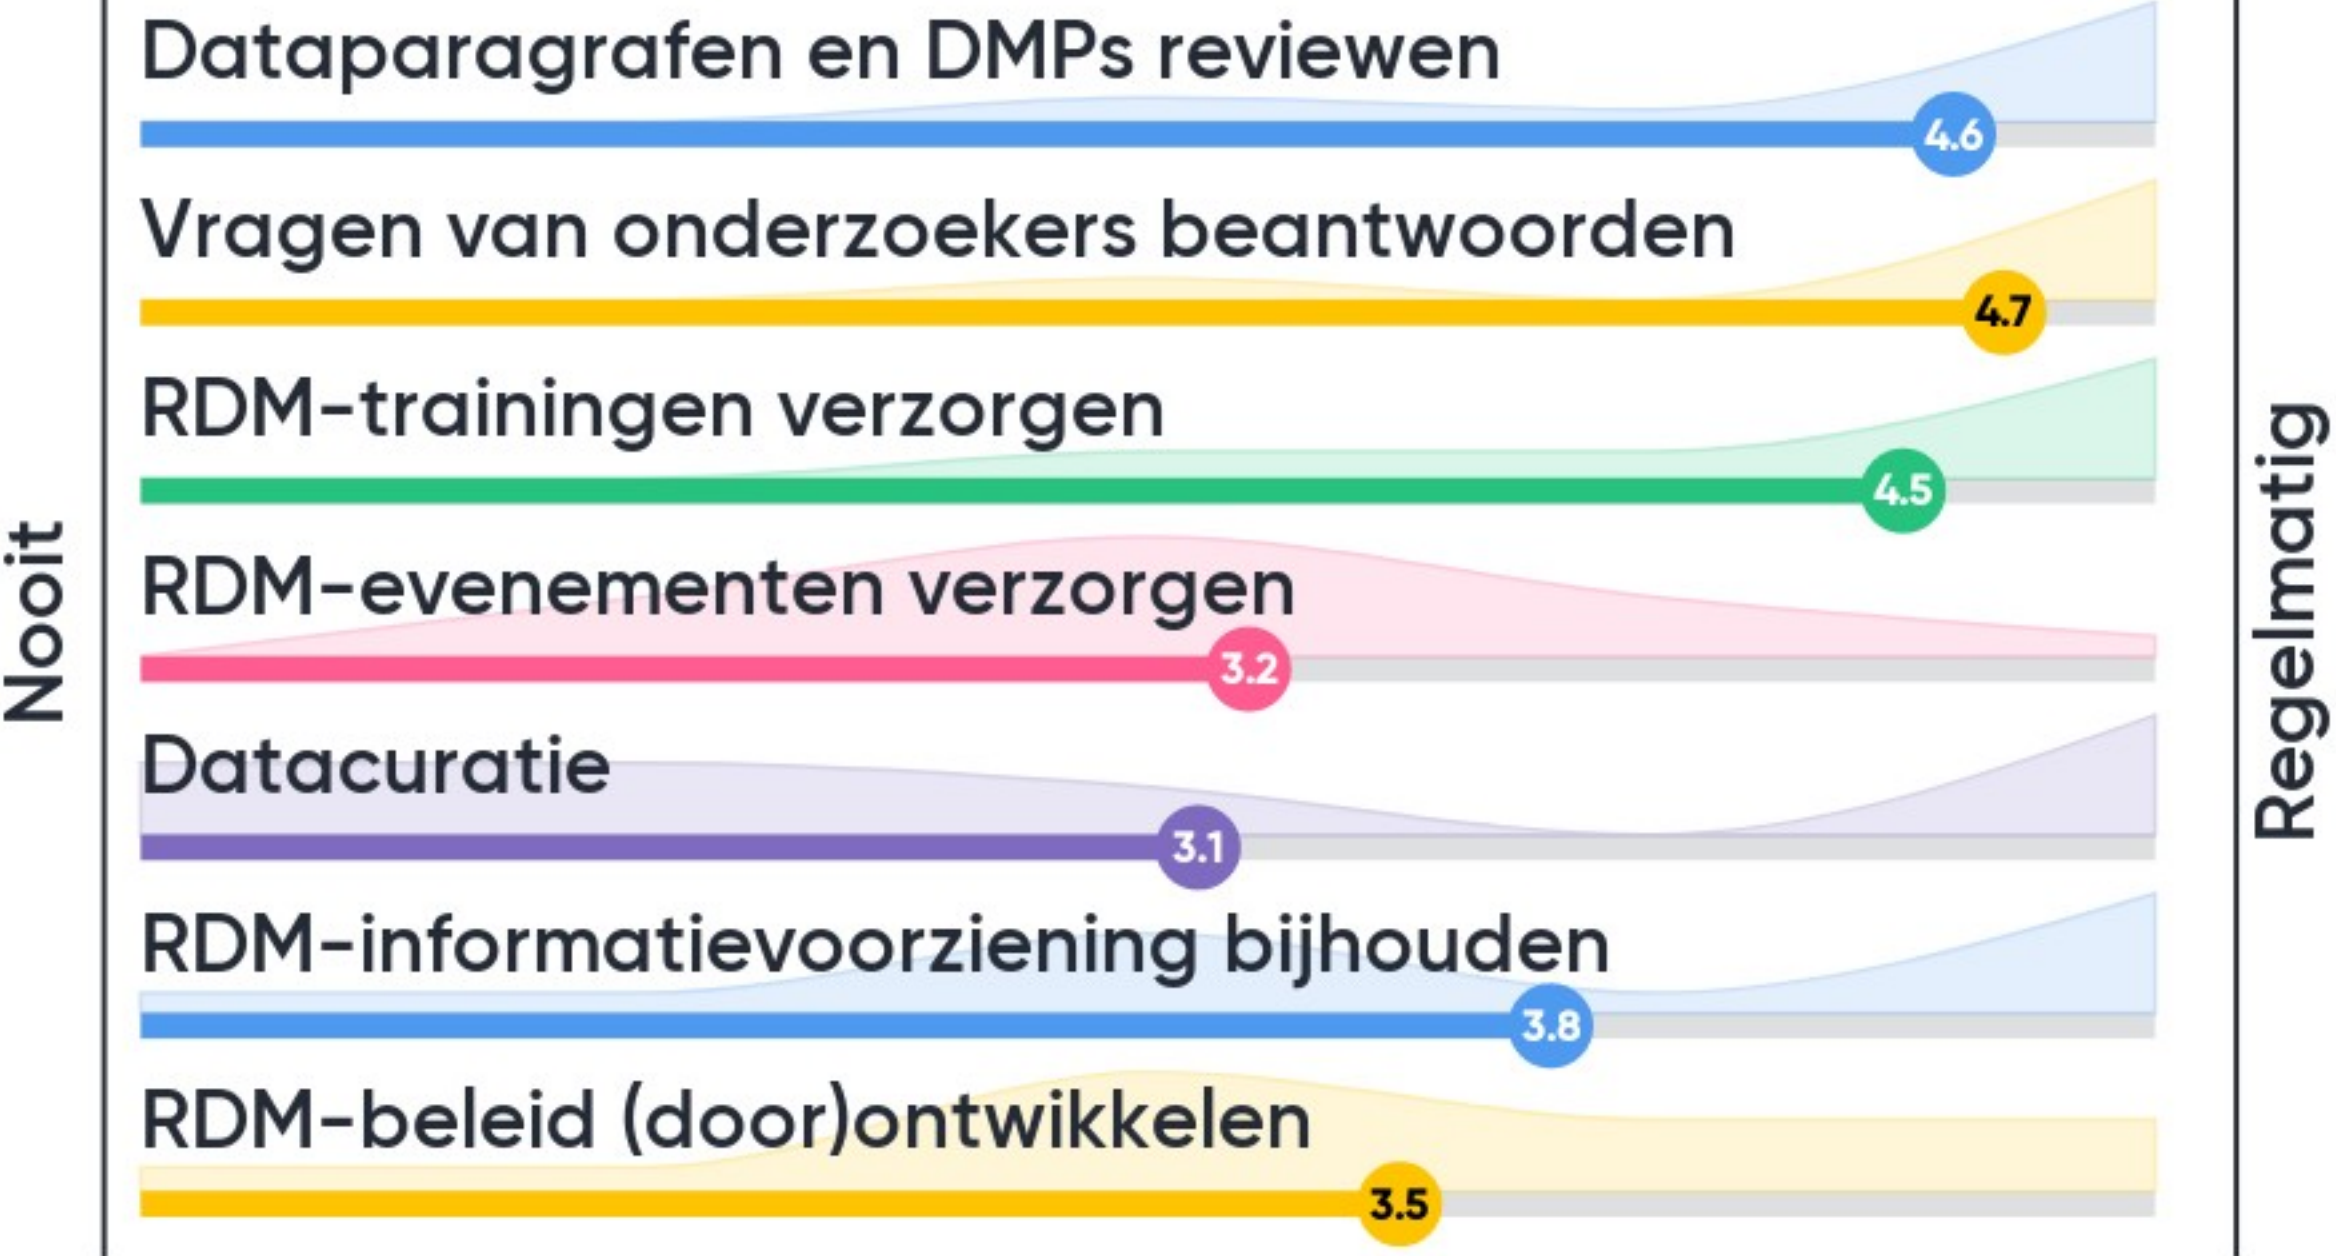 Dataparagrafen en DMPs reviewen
4.6
Vragen van onderzoekers beantwoorden
4.7
RDM-trainingen verzorgen
4.5
RDM-evenementen verzorgen
3.2
Datacuratie
3.1
RDM-informatievoorziening bijhouden
3.8
RDM-beleid (door)ontwikkelen
3.5
Nooit
Regelmatig